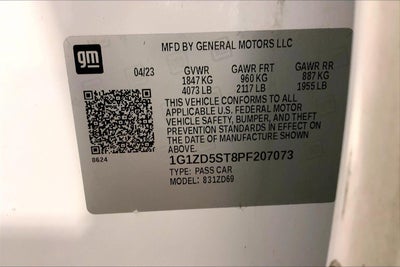 gm
MFD BY GENERAL MOTORS LLC
04/23 GVWR GAWR FRT GAWR RR
1847 KG 960 KG 887 KG
4073 LB 2117 LB 1955 LB
THIS VEHICLE CONFORMS TO ALL
APPLICABLE U.S. FEDERAL MOTOR
VEHICLE SAFETY, BUMPER, AND THEFT
PREVENTION STANDARDS IN EFFECT ON
THE DATE OF MANUFACTURE SHOWN
ABOVE.
8624
1G1ZD5ST8PF207073
TYPE: PASS CAR
MODEL: 831ZD69